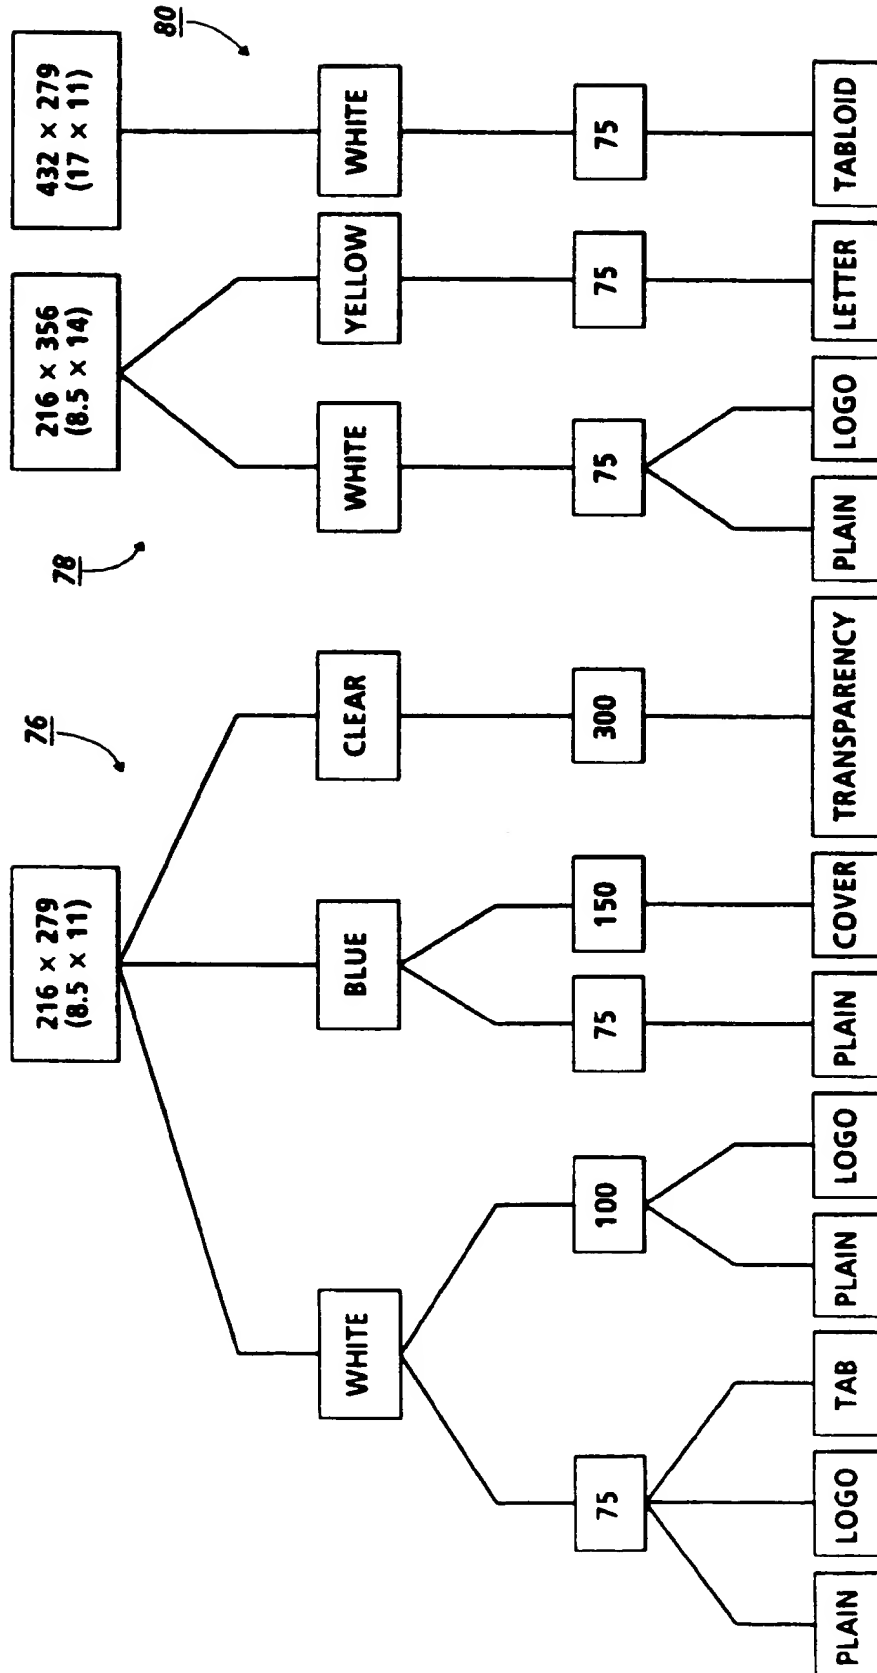 76
78
80
216 × 279
(8.5 × 11)
216 × 356
(8.5 × 14)
432 × 279
(17 × 11)
WHITE
BLUE
CLEAR
WHITE
YELLOW
WHITE
75
100
75
150
300
75
75
75
PLAIN
LOGO
TAB
PLAIN
LOGO
PLAIN
COVER
TRANSPARENCY
PLAIN
LOGO
LETTER
TABLOID